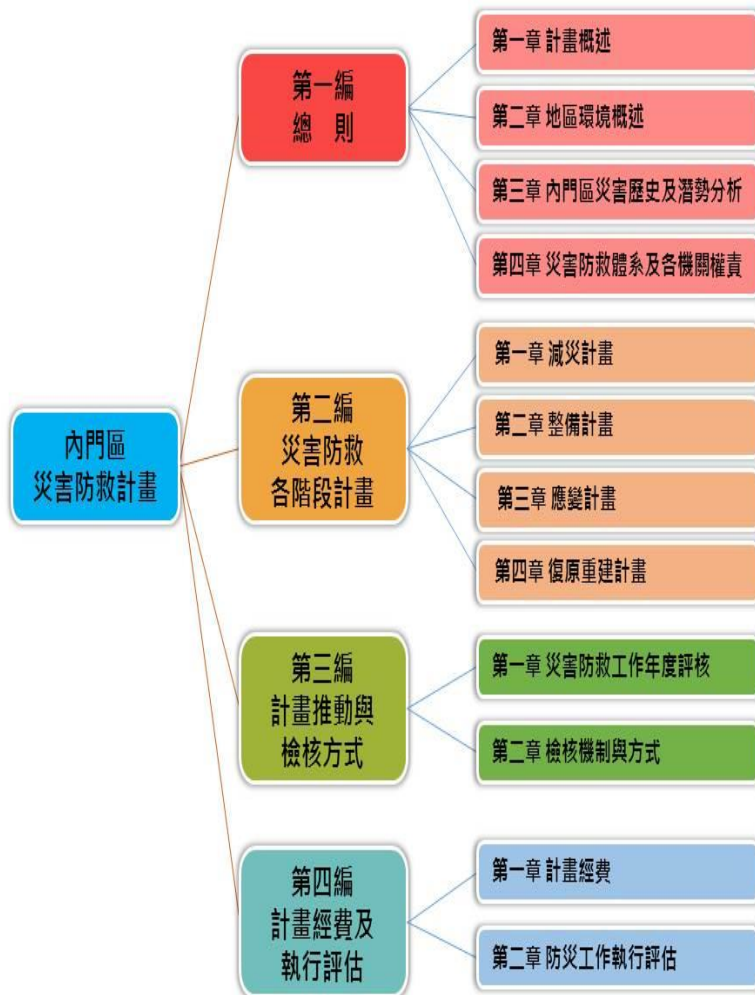 內門區
災害防救計畫
第一編
總　則
第一章 計畫概述
第二章 地區環境概述
第三章 內門區災害歷史及潛勢分析
第四章 災害防救體系及各機關權責
第二編
災害防救
各階段計畫
第一章 減災計畫
第二章 整備計畫
第三章 應變計畫
第四章 復原重建計畫
第三編
計畫推動與
檢核方式
第一章 災害防救工作年度評核
第二章 檢核機制與方式
第四編
計畫經費及
執行評估
第一章 計畫經費
第二章 防災工作執行評估